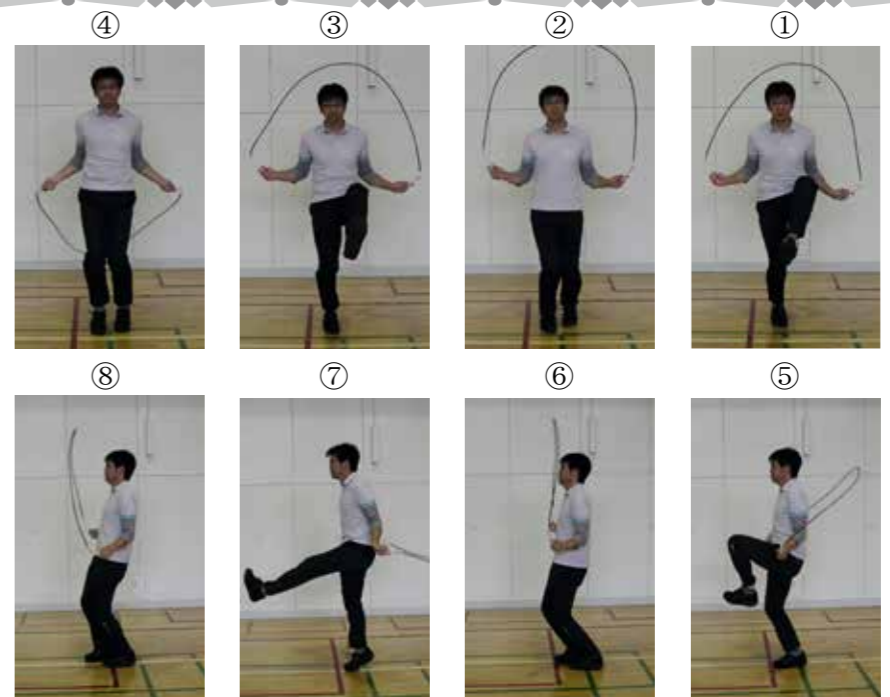 ④ ③ ② ①
⑧ ⑦ ⑥ ⑤